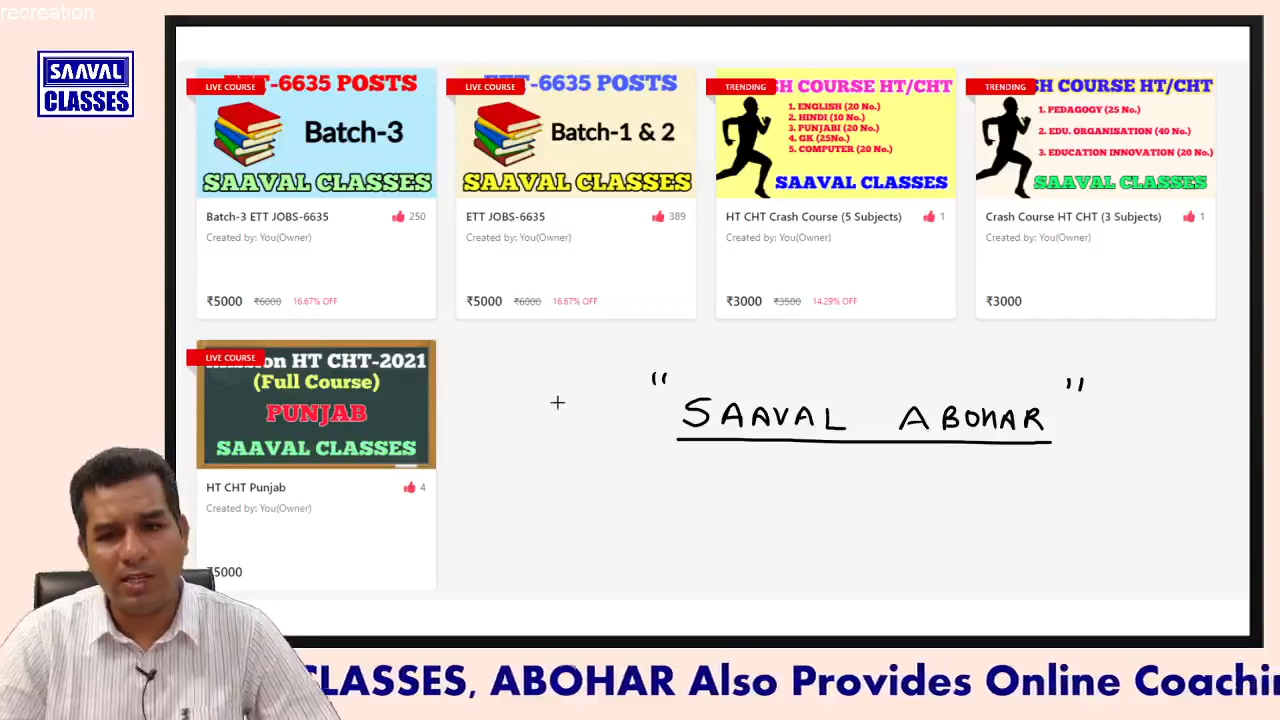 recreation
SAAVAL
CLASSES
LIVE COURSE
ETT-6635 POSTS
Batch-3
SAAVAL CLASSES
Batch-3 ETT JOBS-6635 250
Created by: You(Owner)
₹5000 ₹6000 16.67% OFF
LIVE COURSE
ETT-6635 POSTS
Batch-1 & 2
SAAVAL CLASSES
ETT JOBS-6635 389
Created by: You(Owner)
₹5000 ₹6000 16.67% OFF
TRENDING
SH COURSE HT/CHT
1. ENGLISH (20 No.)
2. HINDI (10 No.)
3. PUNJABI (20 No.)
4. GK (25No.)
5. COMPUTER (20 No.)
SAAVAL CLASSES
HT CHT Crash Course (5 Subjects) 1
Created by: You(Owner)
₹3000 ₹3500 14.29% OFF
TRENDING
SH COURSE HT/CHT
1. PEDAGOGY (25 No.)
2. EDU. ORGANISATION (40 No.)
3. EDUCATION INNOVATION (20 No.)
SAAVAL CLASSES
Crash Course HT CHT (3 Subjects) 1
Created by: You(Owner)
₹3000
LIVE COURSE
Mission HT CHT-2021
(Full Course)
PUNJAB
SAAVAL CLASSES
HT CHT Punjab 4
Created by: You(Owner)
₹5000
" SAAVAL ABOHAR "
CLASSES, ABOHAR Also Provides Online Coachin